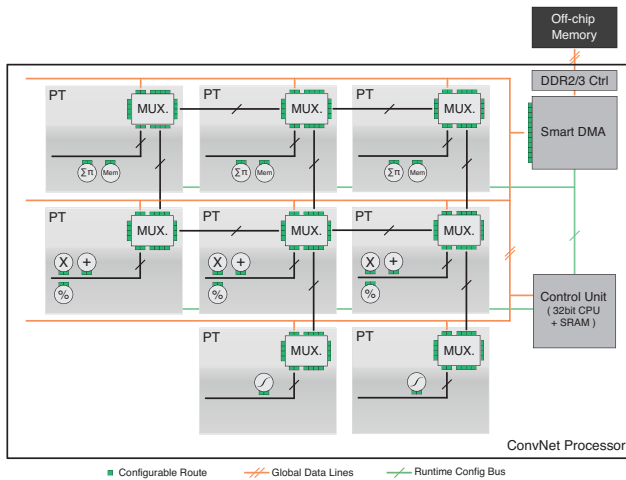 Off-chip
Memory
DDR2/3 Ctrl
Smart DMA
PT
MUX.
Σπ
Mem
PT
MUX.
Σπ
Mem
PT
MUX.
Σπ
Mem
PT
MUX.
X
+
%
PT
MUX.
X
+
%
PT
MUX.
X
+
%
Control Unit
( 32bit CPU
+ SRAM )
PT
MUX.
PT
MUX.
ConvNet Processor
Configurable Route
Global Data Lines
Runtime Config Bus